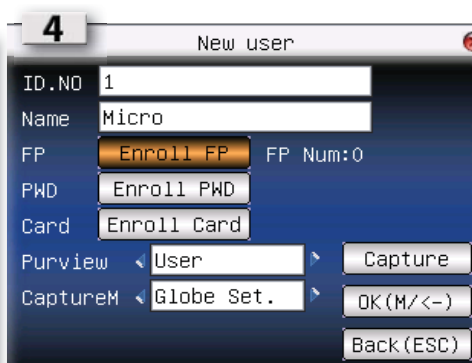 4
New user
ID.NO 1
Name Micro
FP Enroll FP FP Num:0
PWD Enroll PWD
Card Enroll Card
Purview User Capture
CaptureM Globe Set. OK(M/<-)
Back(ESC)